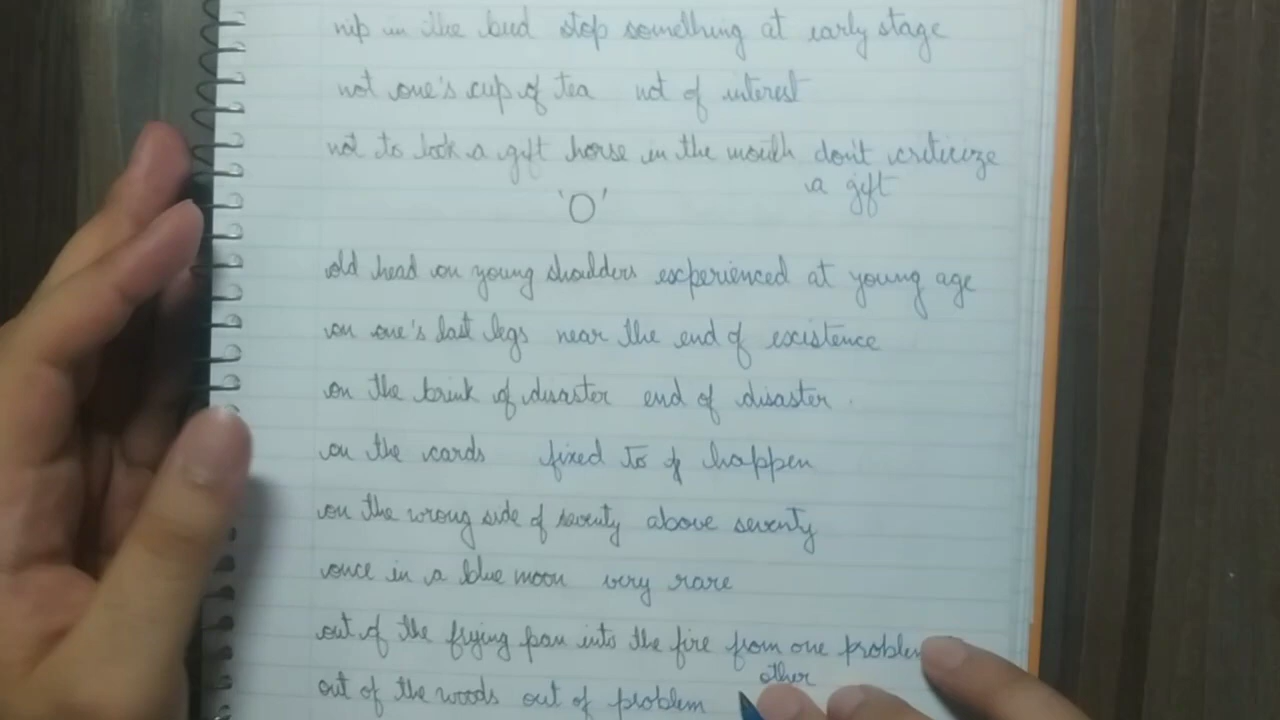 nip in the bud stop something at early stage
not one's cup of tea not of interest
not to look a gift horse in the mouth don't criticize
a gift
'O'
old head on young shoulders experienced at young age
on one's last legs near the end of existence
on the brink of disaster end of disaster.
on the cards fixed to happen
on the wrong side of seventy above seventy
once in a blue moon very rare
out of the frying pan into the fire from one problem
other
out of the woods out of problem